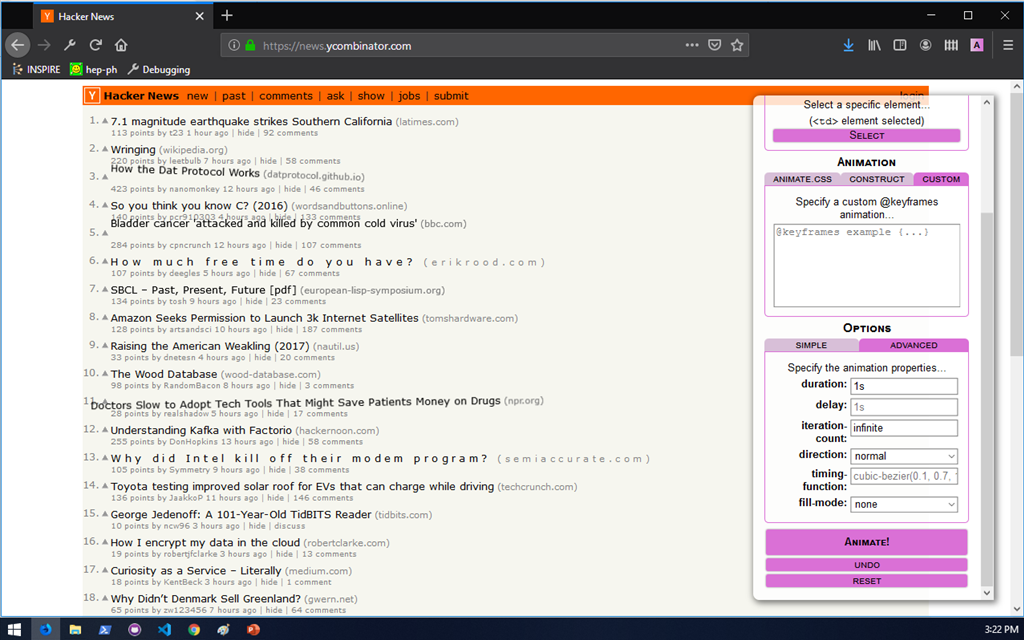 Y Hacker News
https://news.ycombinator.com
A
INSPIRE hep-ph Debugging
Y Hacker News new | past | comments | ask | show | jobs | submit
login
1. 7.1 magnitude earthquake strikes Southern California (latimes.com)
113 points by t23 1 hour ago | hide | 92 comments
2. Wringing (wikipedia.org)
220 points by leetbulb 7 hours ago | hide | 58 comments
3. How the Dat Protocol Works (datprotocol.github.io)
423 points by nanomonkey 12 hours ago | hide | 46 comments
4. So you think you know C? (2016) (wordsandbuttons.online)
140 points by pcr910303 4 hours ago | hide | 133 comments
5. Bladder cancer 'attacked and killed by common cold virus' (bbc.com)
284 points by cpncrunch 12 hours ago | hide | 107 comments
6. How much free time do you have? (erikrood.com)
107 points by deegles 5 hours ago | hide | 67 comments
7. SBCL – Past, Present, Future [pdf] (european-lisp-symposium.org)
134 points by tosh 9 hours ago | hide | 23 comments
8. Amazon Seeks Permission to Launch 3k Internet Satellites (tomshardware.com)
128 points by artsandsci 10 hours ago | hide | 187 comments
9. Raising the American Weakling (2017) (nautil.us)
33 points by dnetesn 4 hours ago | hide | 20 comments
10. The Wood Database (wood-database.com)
98 points by RandomBacon 8 hours ago | hide | 3 comments
11. Doctors Slow to Adopt Tech Tools That Might Save Patients Money on Drugs (npr.org)
28 points by realshadow 5 hours ago | hide | 17 comments
12. Understanding Kafka with Factorio (hackernoon.com)
255 points by DonHopkins 13 hours ago | hide | 58 comments
13. Why did Intel kill off their modem program? (semiaccurate.com)
105 points by Symmetry 9 hours ago | hide | 38 comments
14. Toyota testing improved solar roof for EVs that can charge while driving (techcrunch.com)
136 points by JaakkoP 11 hours ago | hide | 146 comments
15. George Jedenoff: A 101-Year-Old TidBITS Reader (tidbits.com)
10 points by ncw96 3 hours ago | hide | discuss
16. How I encrypt my data in the cloud (robertclarke.com)
19 points by robertjfclarke 3 hours ago | hide | 13 comments
17. Curiosity as a Service – Literally (medium.com)
18 points by KentBeck 3 hours ago | hide | 1 comment
18. Why Didn't Denmark Sell Greenland? (gwern.net)
65 points by zw123456 7 hours ago | hide | 64 comments
Select a specific element...
(<td> element selected)
SELECT
ANIMATION
ANIMATE.CSS CONSTRUCT CUSTOM
Specify a custom @keyframes
animation...
@keyframes example {...}
OPTIONS
SIMPLE ADVANCED
Specify the animation properties...
duration: 1s
delay: 1s
iteration-
count: infinite
direction: normal
timing-
function: cubic-bezier(0.1, 0.7,
fill-mode: none
ANIMATE!
UNDO
RESET
3:22 PM